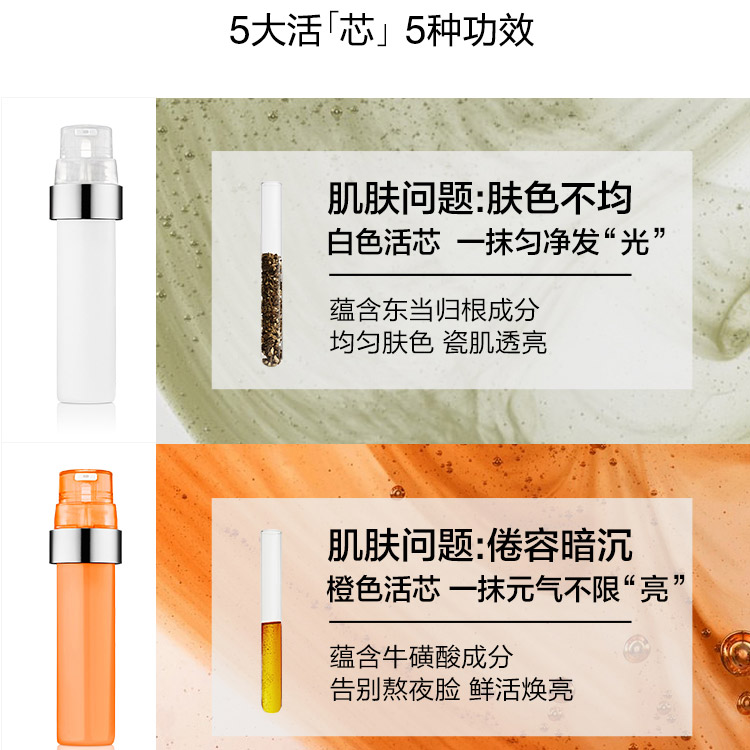 5大活「芯」 5种功效
肌肤问题:肤色不均
白色活芯 一抹匀净发“光”
蕴含东当归根成分
均匀肤色 瓷肌透亮
肌肤问题:倦容暗沉
橙色活芯 一抹元气不限“亮”
蕴含牛磺酸成分
告别熬夜脸 鲜活焕亮